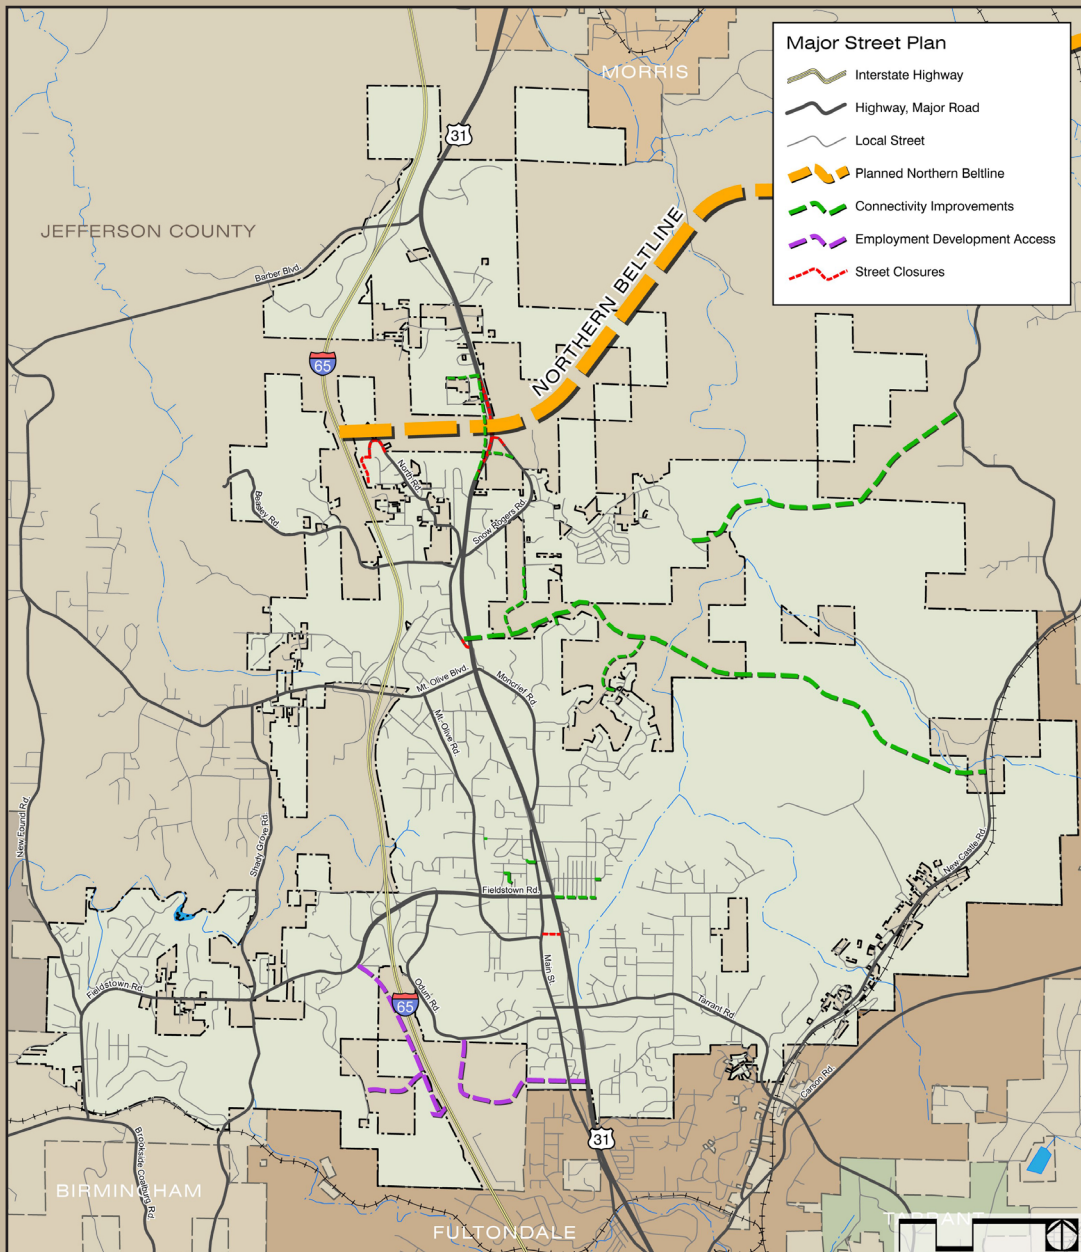 Major Street Plan
Interstate Highway
Highway, Major Road
Local Street
Planned Northern Beltline
Connectivity Improvements
Employment Development Access
Street Closures
MORRIS
31
JEFFERSON COUNTY
Barber Blvd.
NORTHERN BELTLINE
65
North Rd.
Beasley Rd.
Snow Rogers Rd.
Mt. Olive Blvd.
Moncrief Rd.
Mt. Olive Rd.
New Found Rd.
Shady Grove Rd.
New Castle Rd.
Fieldstown Rd.
Main St.
Fieldstown Rd.
Odum Rd.
65
Tarrant Rd.
Carson Rd.
31
Brookside Coalburg Rd.
BIRMINGHAM
FULTONDALE
TARRANT